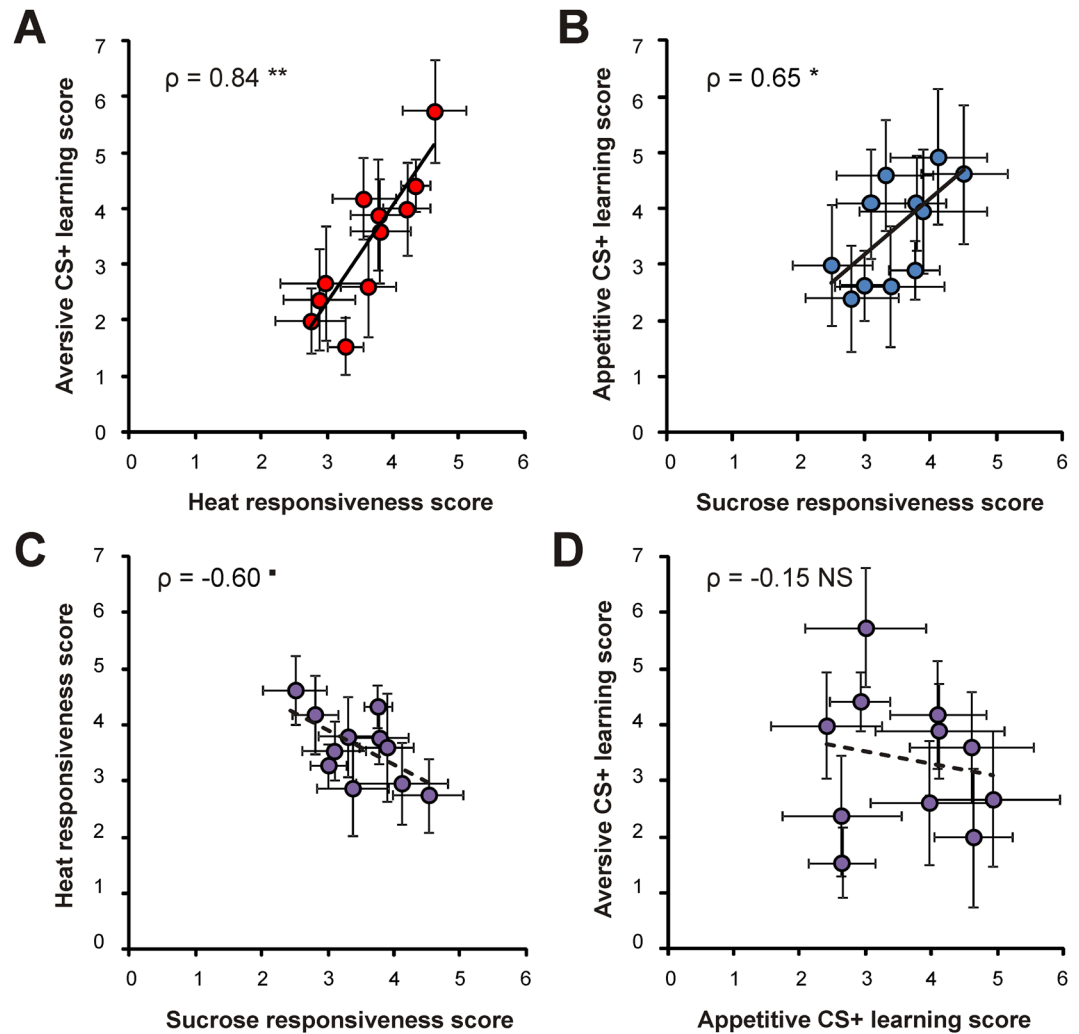 A
ρ = 0.84 **
Aversive CS+ learning score
7
6
5
4
3
2
1
0
0 1 2 3 4 5 6
Heat responsiveness score
B
ρ = 0.65 *
Appetitive CS+ learning score
7
6
5
4
3
2
1
0
0 1 2 3 4 5 6
Sucrose responsiveness score
C
ρ = -0.60 ▪
Heat responsiveness score
7
6
5
4
3
2
1
0
0 1 2 3 4 5 6
Sucrose responsiveness score
D
ρ = -0.15 NS
Aversive CS+ learning score
7
6
5
4
3
2
1
0
0 1 2 3 4 5 6
Appetitive CS+ learning score